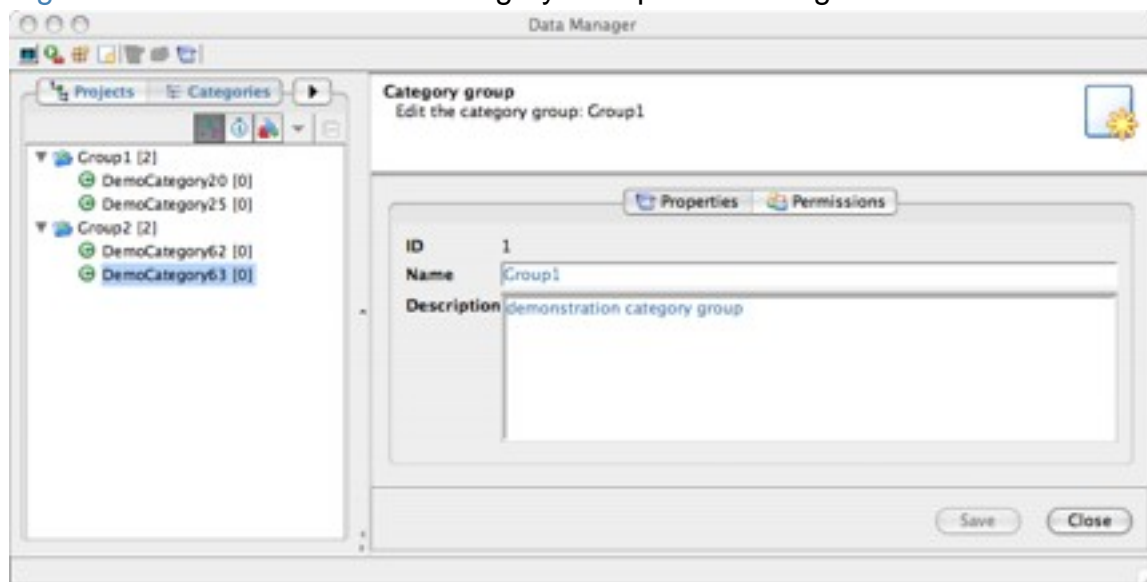 Data Manager
Projects Categories
Category group
Edit the category group: Group1
Group1 [2]
DemoCategory20 [0]
DemoCategory25 [0]
Group2 [2]
DemoCategory62 [0]
DemoCategory63 [0]
Properties Permissions
ID 1
Name Group1
Description demonstration category group
Save Close